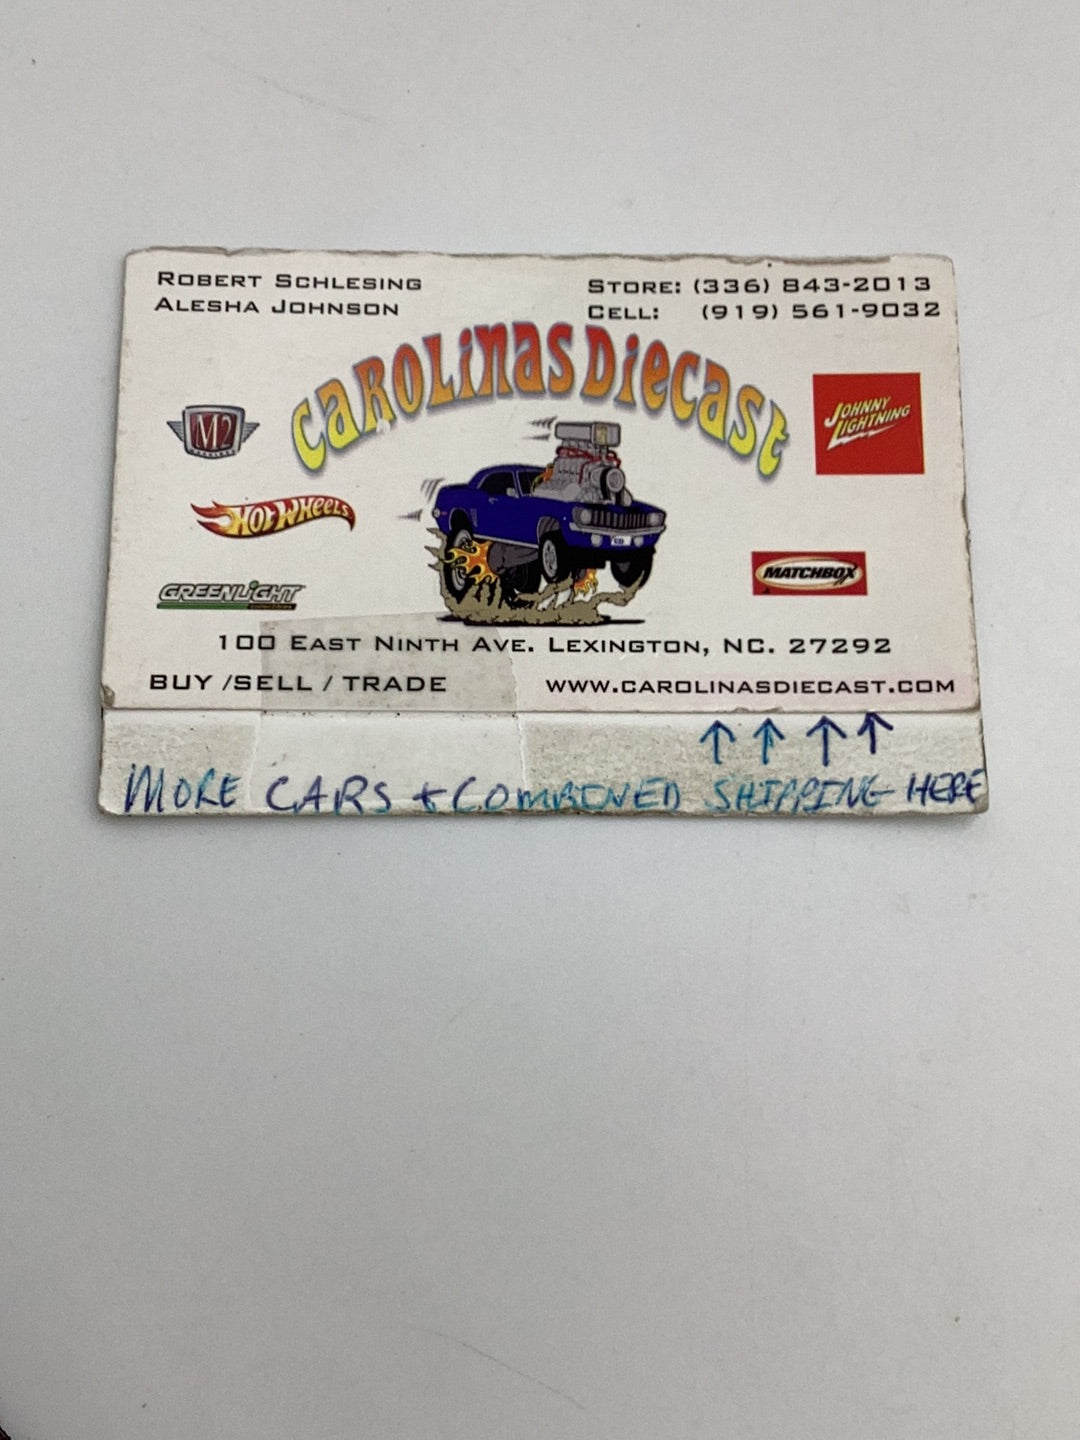 ROBERT SCHLESING
ALESHA JOHNSON
STORE: (336) 843-2013
CELL: (919) 561-9032
CAROLINAS DIECAST
M2
JOHNNY LIGHTNING
HOT WHEELS
GREENLIGHT
MATCHBOX
CD
100 EAST NINTH AVE. LEXINGTON, NC. 27292
BUY /SELL / TRADE
WWW.CAROLINASDIECAST.COM
↑ ↑ ↑ ↑
MORE CARS + COMBINED SHIPPING HERE